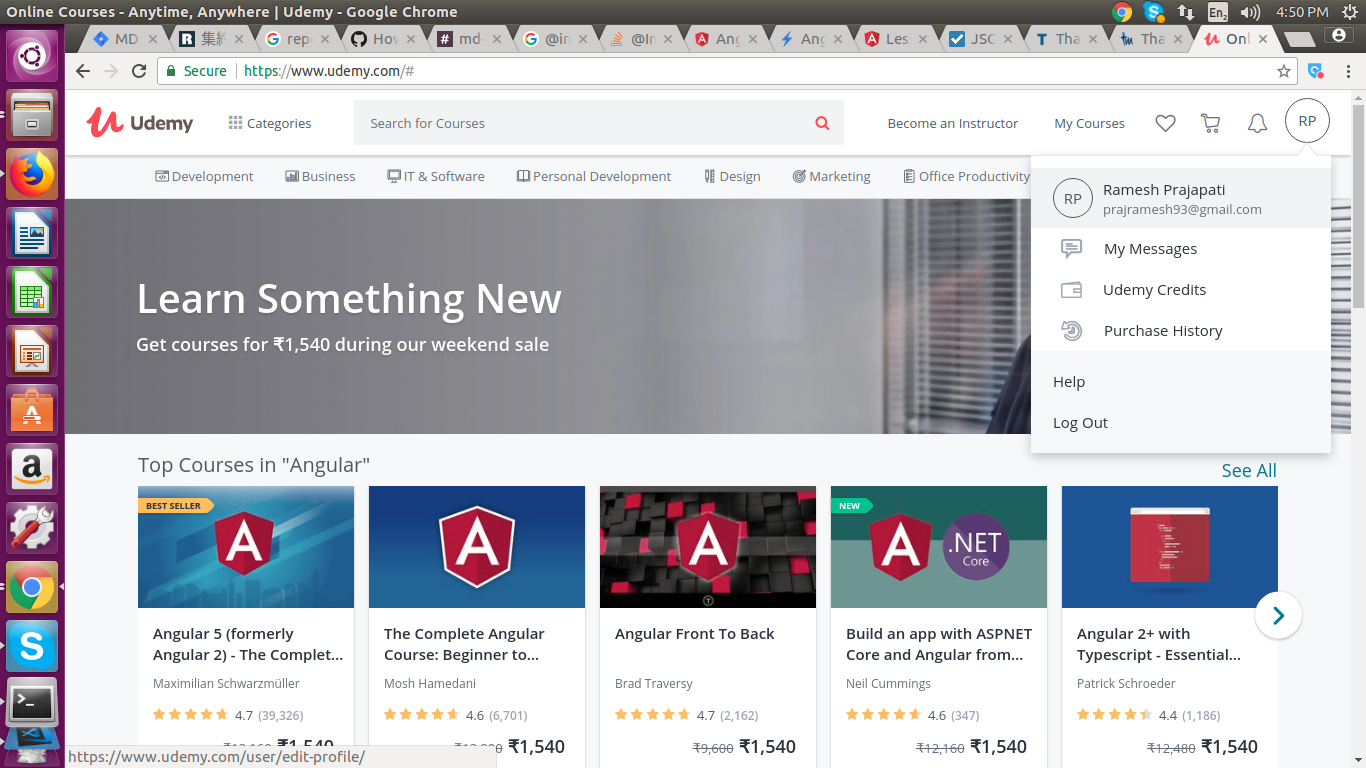 Online Courses - Anytime, Anywhere | Udemy - Google Chrome
En2
4:50 PM
MD
集約
rep
How
md-
@in
@In
Ang
Ang
Les
JSC
Tha
Tha
Onl
Secure
https://www.udemy.com/#
Udemy
Categories
Search for Courses
Become an Instructor
My Courses
RP
Development
Business
IT & Software
Personal Development
Design
Marketing
Office Productivity
RP
Ramesh Prajapati
prajramesh93@gmail.com
My Messages
Udemy Credits
Purchase History
Help
Log Out
Learn Something New
Get courses for ₹1,540 during our weekend sale
Top Courses in "Angular"
See All
BEST SELLER
NEW
.NET
Core
Angular 5 (formerly
Angular 2) - The Complet...
Maximilian Schwarzmüller
4.7 (39,326)
₹1,540
The Complete Angular
Course: Beginner to...
Mosh Hamedani
4.6 (6,701)
₹1,540
Angular Front To Back
Brad Traversy
4.7 (2,162)
₹9,600 ₹1,540
Build an app with ASPNET
Core and Angular from...
Neil Cummings
4.6 (347)
₹12,160 ₹1,540
Angular 2+ with
Typescript - Essential...
Patrick Schroeder
4.4 (1,186)
₹12,480 ₹1,540
https://www.udemy.com/user/edit-profile/